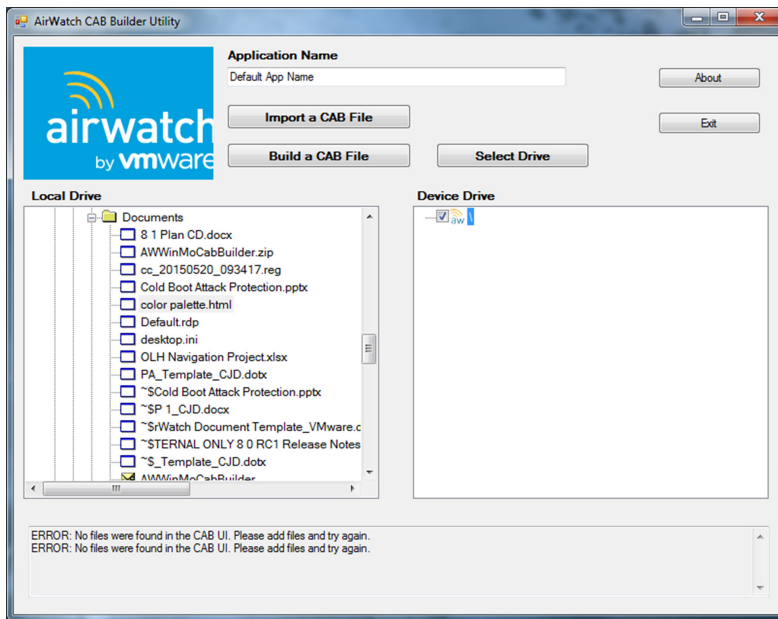 AirWatch CAB Builder Utility
Application Name
Default App Name
About
airwatch
by vmware
Import a CAB File
Exit
Build a CAB File
Select Drive
Local Drive
Device Drive
Documents
8 1 Plan CD.docx
AWWinMoCabBuilder.zip
cc_20150520_093417.reg
Cold Boot Attack Protection.pptx
color palette.html
Default.rdp
desktop.ini
OLH Navigation Project.xlsx
PA_Template_CJD.dotx
~$Cold Boot Attack Protection.pptx
~$P 1_CJD.docx
~$rWatch Document Template_VMware.c
~$TERNAL ONLY 8 0 RC1 Release Notes
~$_Template_CJD.dotx
AWWinMoCabBuilder
aw \
ERROR: No files were found in the CAB UI. Please add files and try again.
ERROR: No files were found in the CAB UI. Please add files and try again.